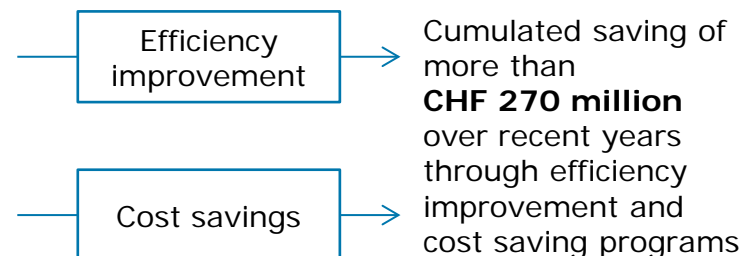 Efficiency
improvement
Cumulated saving of
more than
CHF 270 million
over recent years
through efficiency
improvement and
cost saving programs
Cost savings